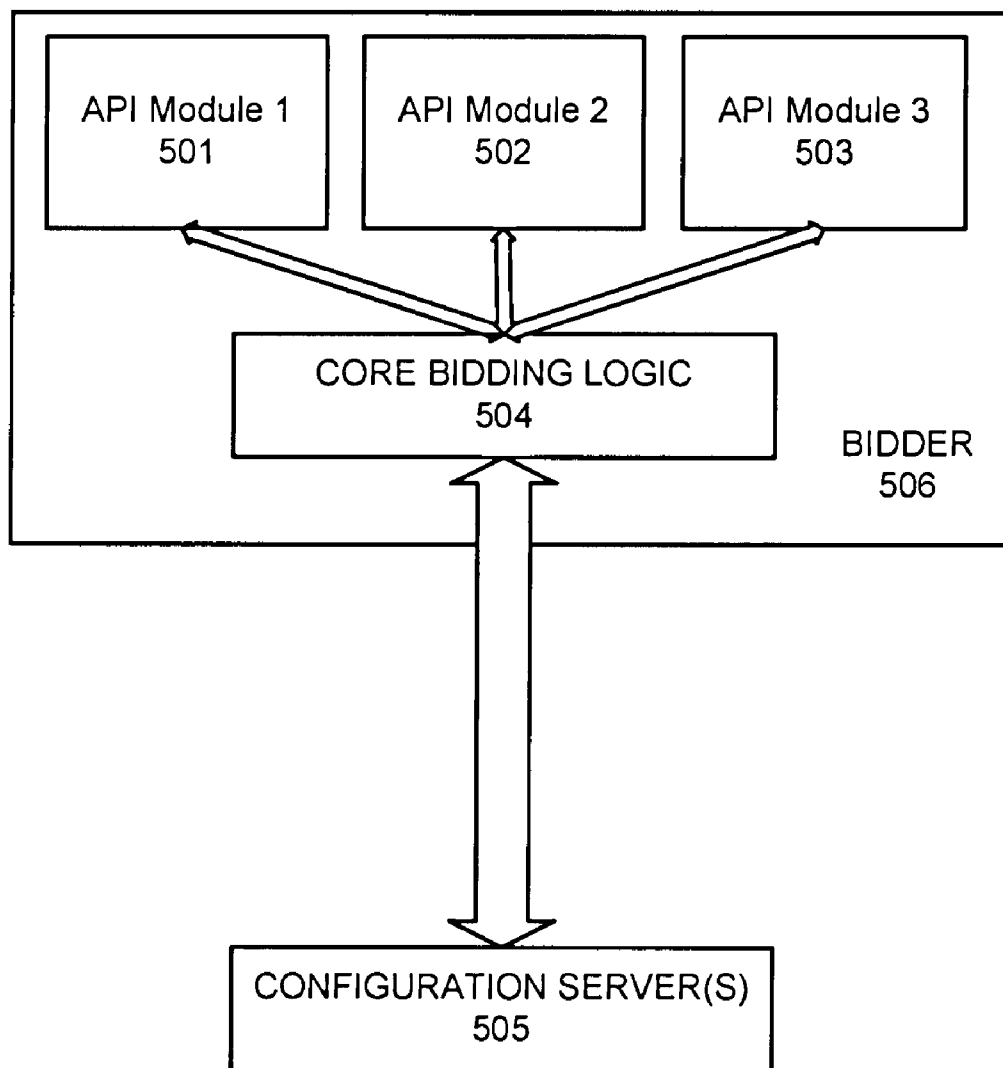 API Module 1
501
API Module 2
502
API Module 3
503
CORE BIDDING LOGIC
504
BIDDER
506
CONFIGURATION SERVER(S)
505